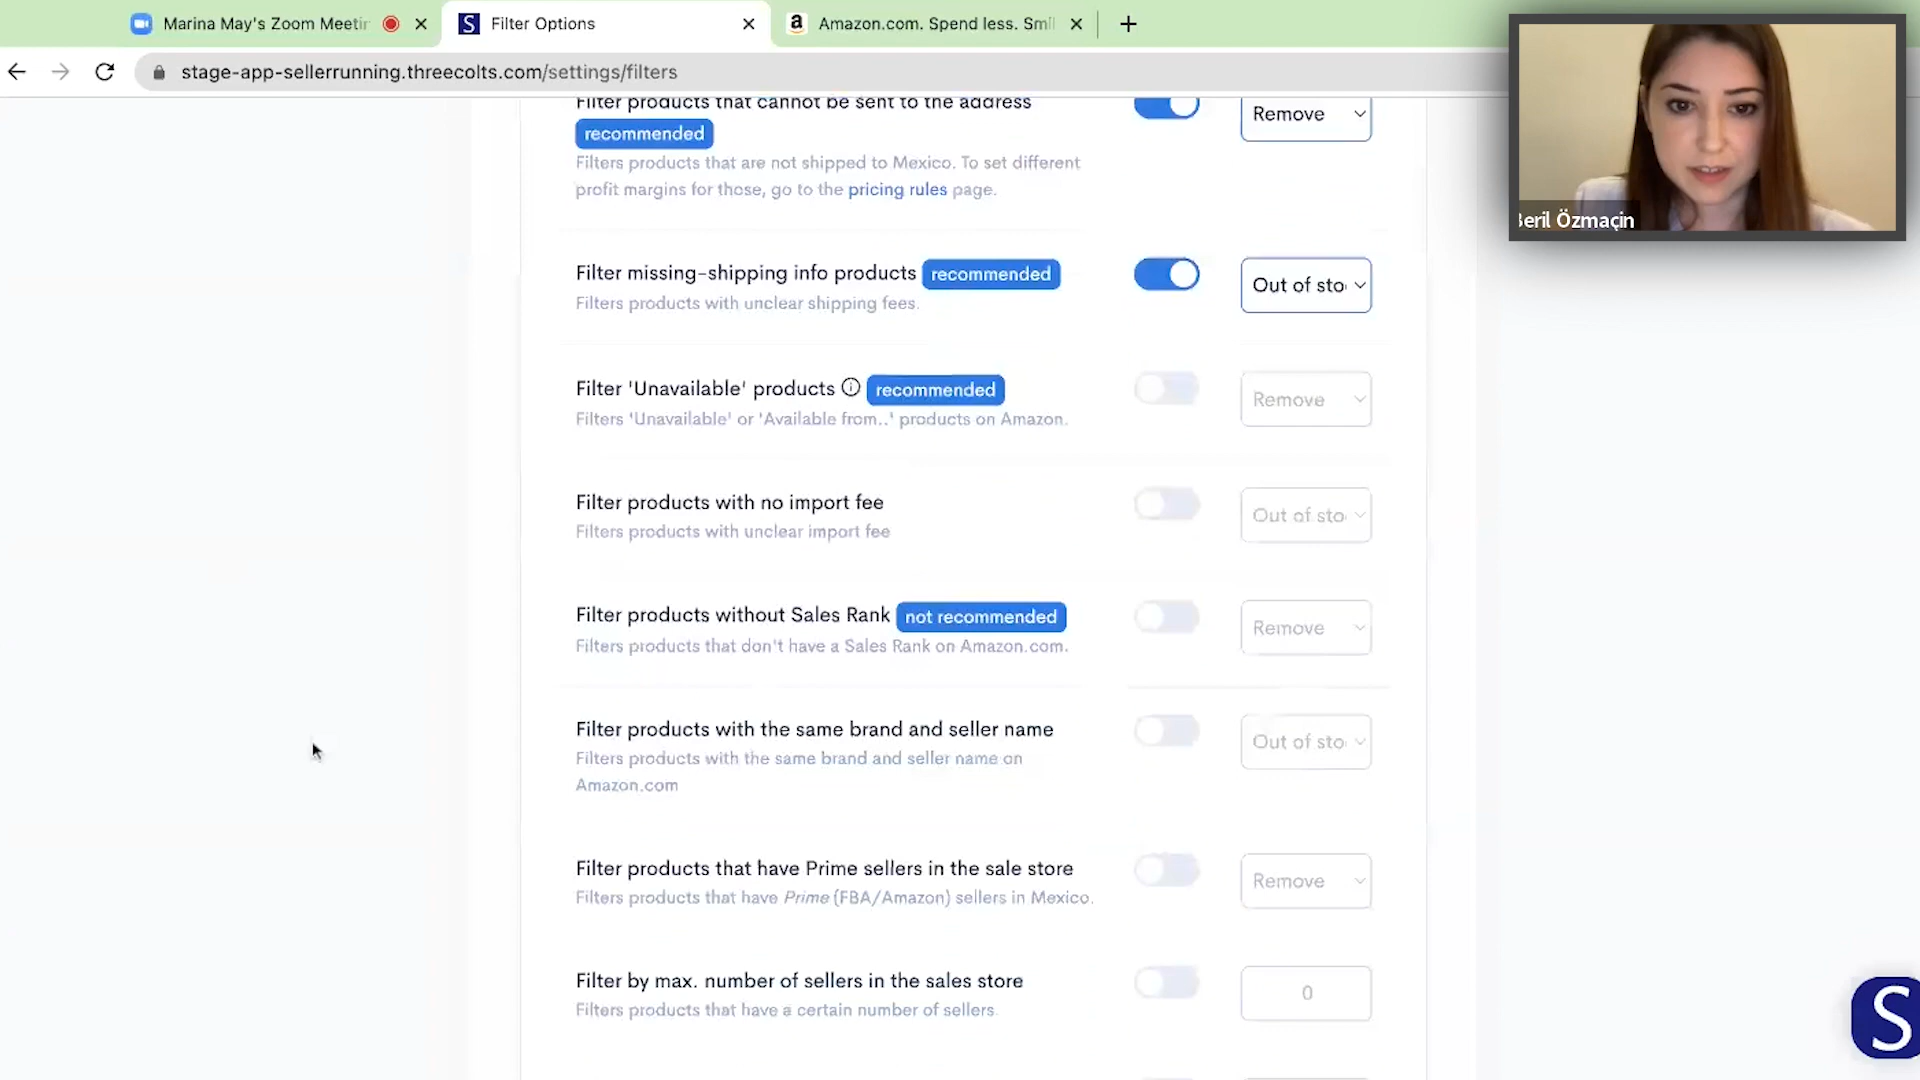 Marina May's Zoom Meetin
Filter Options
Amazon.com. Spend less. Smi
stage-app-sellerrunning.threecolts.com/settings/filters
Filter products that cannot be sent to the address
recommended
Filters products that are not shipped to Mexico. To set different
profit margins for those, go to the pricing rules page.
Remove
Beril Özmaçin
Filter missing-shipping info products recommended
Filters products with unclear shipping fees.
Out of sto
Filter 'Unavailable' products recommended
Filters 'Unavailable' or 'Available from..' products on Amazon.
Remove
Filter products with no import fee
Filters products with unclear import fee
Out of sto
Filter products without Sales Rank not recommended
Filters products that don't have a Sales Rank on Amazon.com.
Remove
Filter products with the same brand and seller name
Filters products with the same brand and seller name on
Amazon.com
Out of sto
Filter products that have Prime sellers in the sale store
Filters products that have Prime (FBA/Amazon) sellers in Mexico.
Remove
Filter by max. number of sellers in the sales store
Filters products that have a certain number of sellers.
0
S